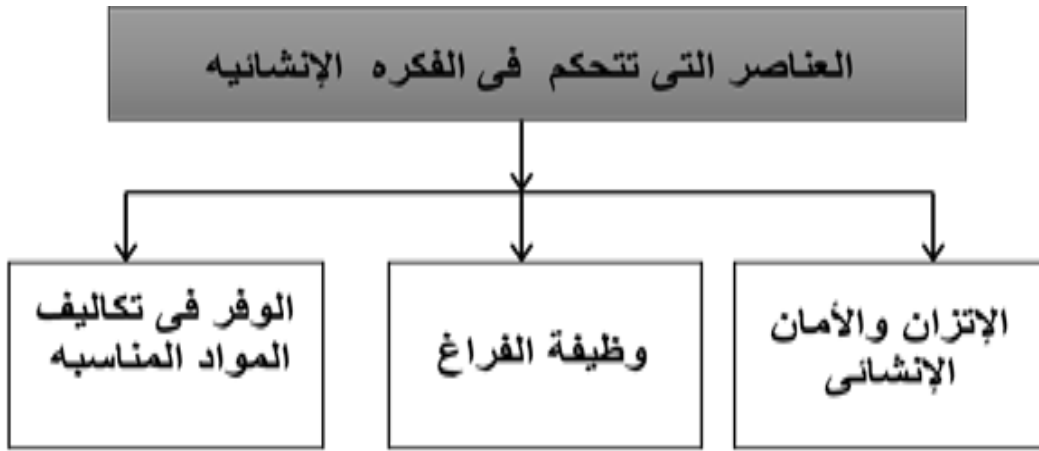 العناصر التى تتحكم فى الفكره الإنشائيه
الإتزان والأمان
الإنشائى
وظيفة الفراغ
الوفر فى تكاليف
المواد المناسبه